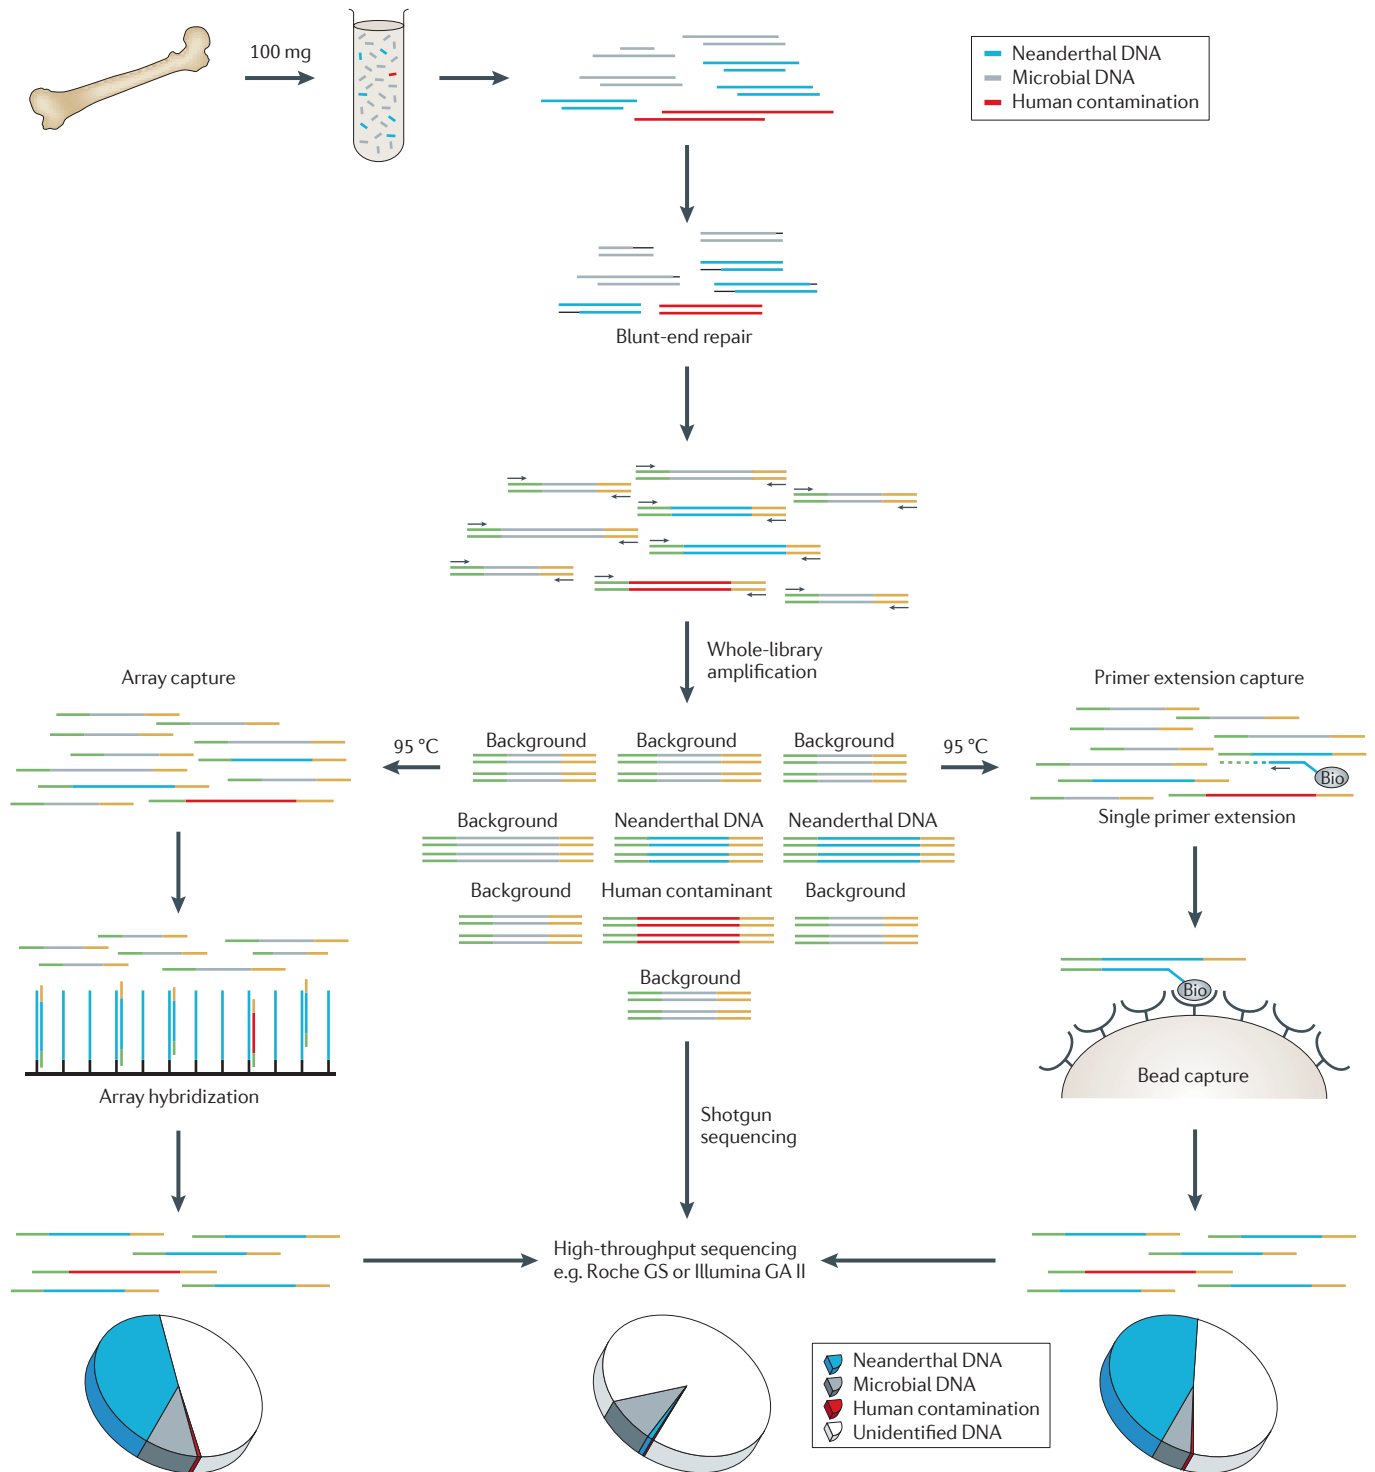 100 mg
Neanderthal DNA
Microbial DNA
Human contamination
Blunt-end repair
Whole-library
amplification
Array capture
Primer extension capture
95 °C
Background
Background
Background
95 °C
Bio
Single primer extension
Background
Neanderthal DNA
Neanderthal DNA
Background
Human contaminant
Background
Background
Array hybridization
Bio
Bead capture
Shotgun
sequencing
High-throughput sequencing
e.g. Roche GS or Illumina GA II
Neanderthal DNA
Microbial DNA
Human contamination
Unidentified DNA